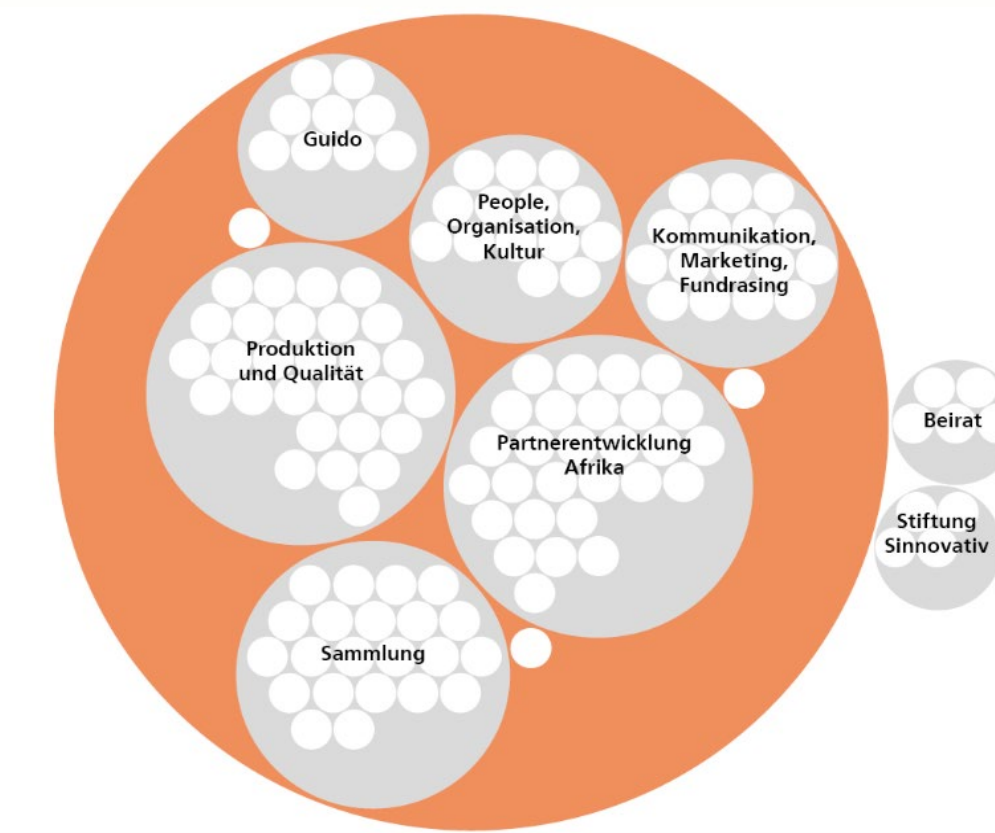 Guido
People,
Organisation,
Kultur
Kommunikation,
Marketing,
Fundrasing
Produktion
und Qualität
Partnerentwicklung
Afrika
Beirat
Stiftung
Sinnovativ
Sammlung